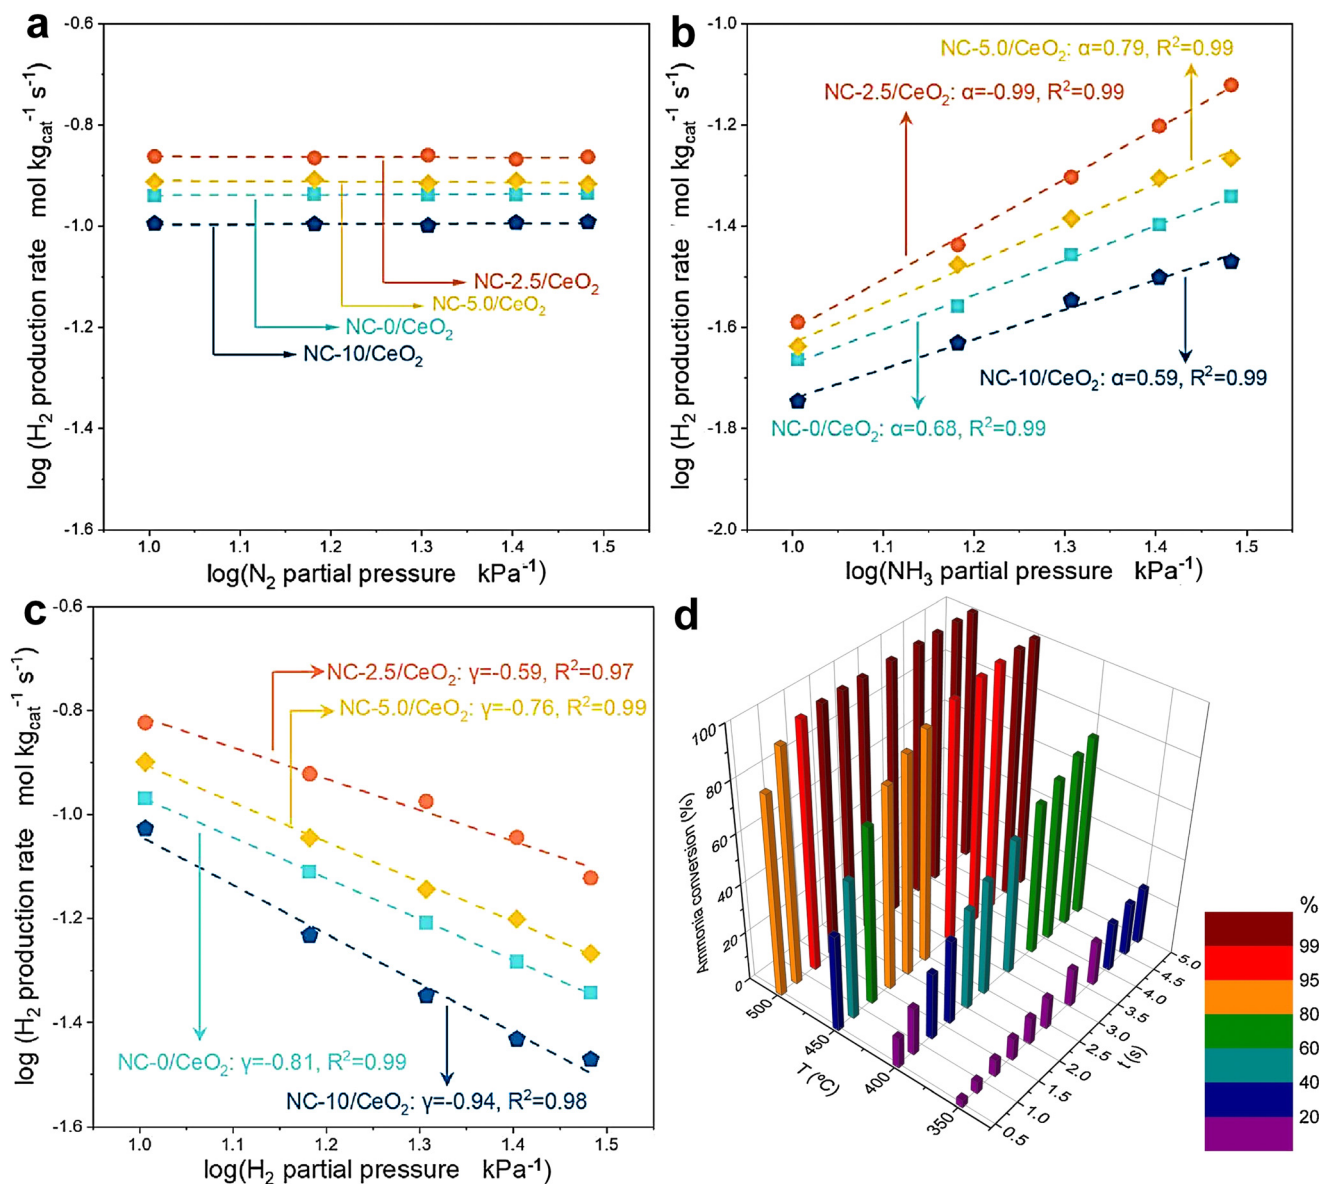 a
-0.6
-0.8
-1.0
-1.2
-1.4
-1.6
log (H₂ production rate mol kg_cat⁻¹ s⁻¹)
NC-2.5/CeO₂
NC-5.0/CeO₂
NC-0/CeO₂
NC-10/CeO₂
1.0 1.1 1.2 1.3 1.4 1.5
log(N₂ partial pressure kPa⁻¹)
b
-1.0
-1.2
-1.4
-1.6
-1.8
-2.0
log (H₂ production rate ' mol kg_cat⁻¹ s⁻¹)
NC-5.0/CeO₂: α=0.79, R²=0.99
NC-2.5/CeO₂: α=-0.99, R²=0.99
NC-10/CeO₂: α=0.59, R²=0.99
NC-0/CeO₂: α=0.68, R²=0.99
1.0 1.1 1.2 1.3 1.4 1.5
log(NH₃ partial pressure kPa⁻¹)
c
-0.6
-0.8
-1.0
-1.2
-1.4
-1.6
log (H₂ production rate mol kg_cat⁻¹ s⁻¹)
NC-2.5/CeO₂: γ=-0.59, R²=0.97
NC-5.0/CeO₂: γ=-0.76, R²=0.99
NC-0/CeO₂: γ=-0.81, R²=0.99
NC-10/CeO₂: γ=-0.94, R²=0.98
1.0 1.1 1.2 1.3 1.4 1.5
log(H₂ partial pressure kPa⁻¹)
d
100
80
60
40
20
0
Ammonia conversion (%)
500
450
400
350
T (ºC)
0.5
1.0
1.5
2.0
2.5
3.0
3.5
4.0
4.5
5.0
t (s)
%
99
95
80
60
40
20